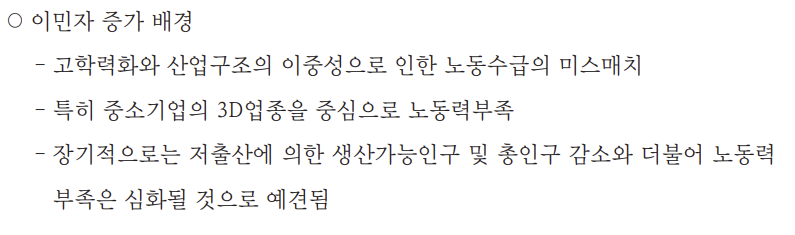 ○ 이민자 증가 배경
- 고학력화와 산업구조의 이중성으로 인한 노동수급의 미스매치
- 특히 중소기업의 3D업종을 중심으로 노동력부족
- 장기적으로는 저출산에 의한 생산가능인구 및 총인구 감소와 더불어 노동력
부족은 심화될 것으로 예견됨